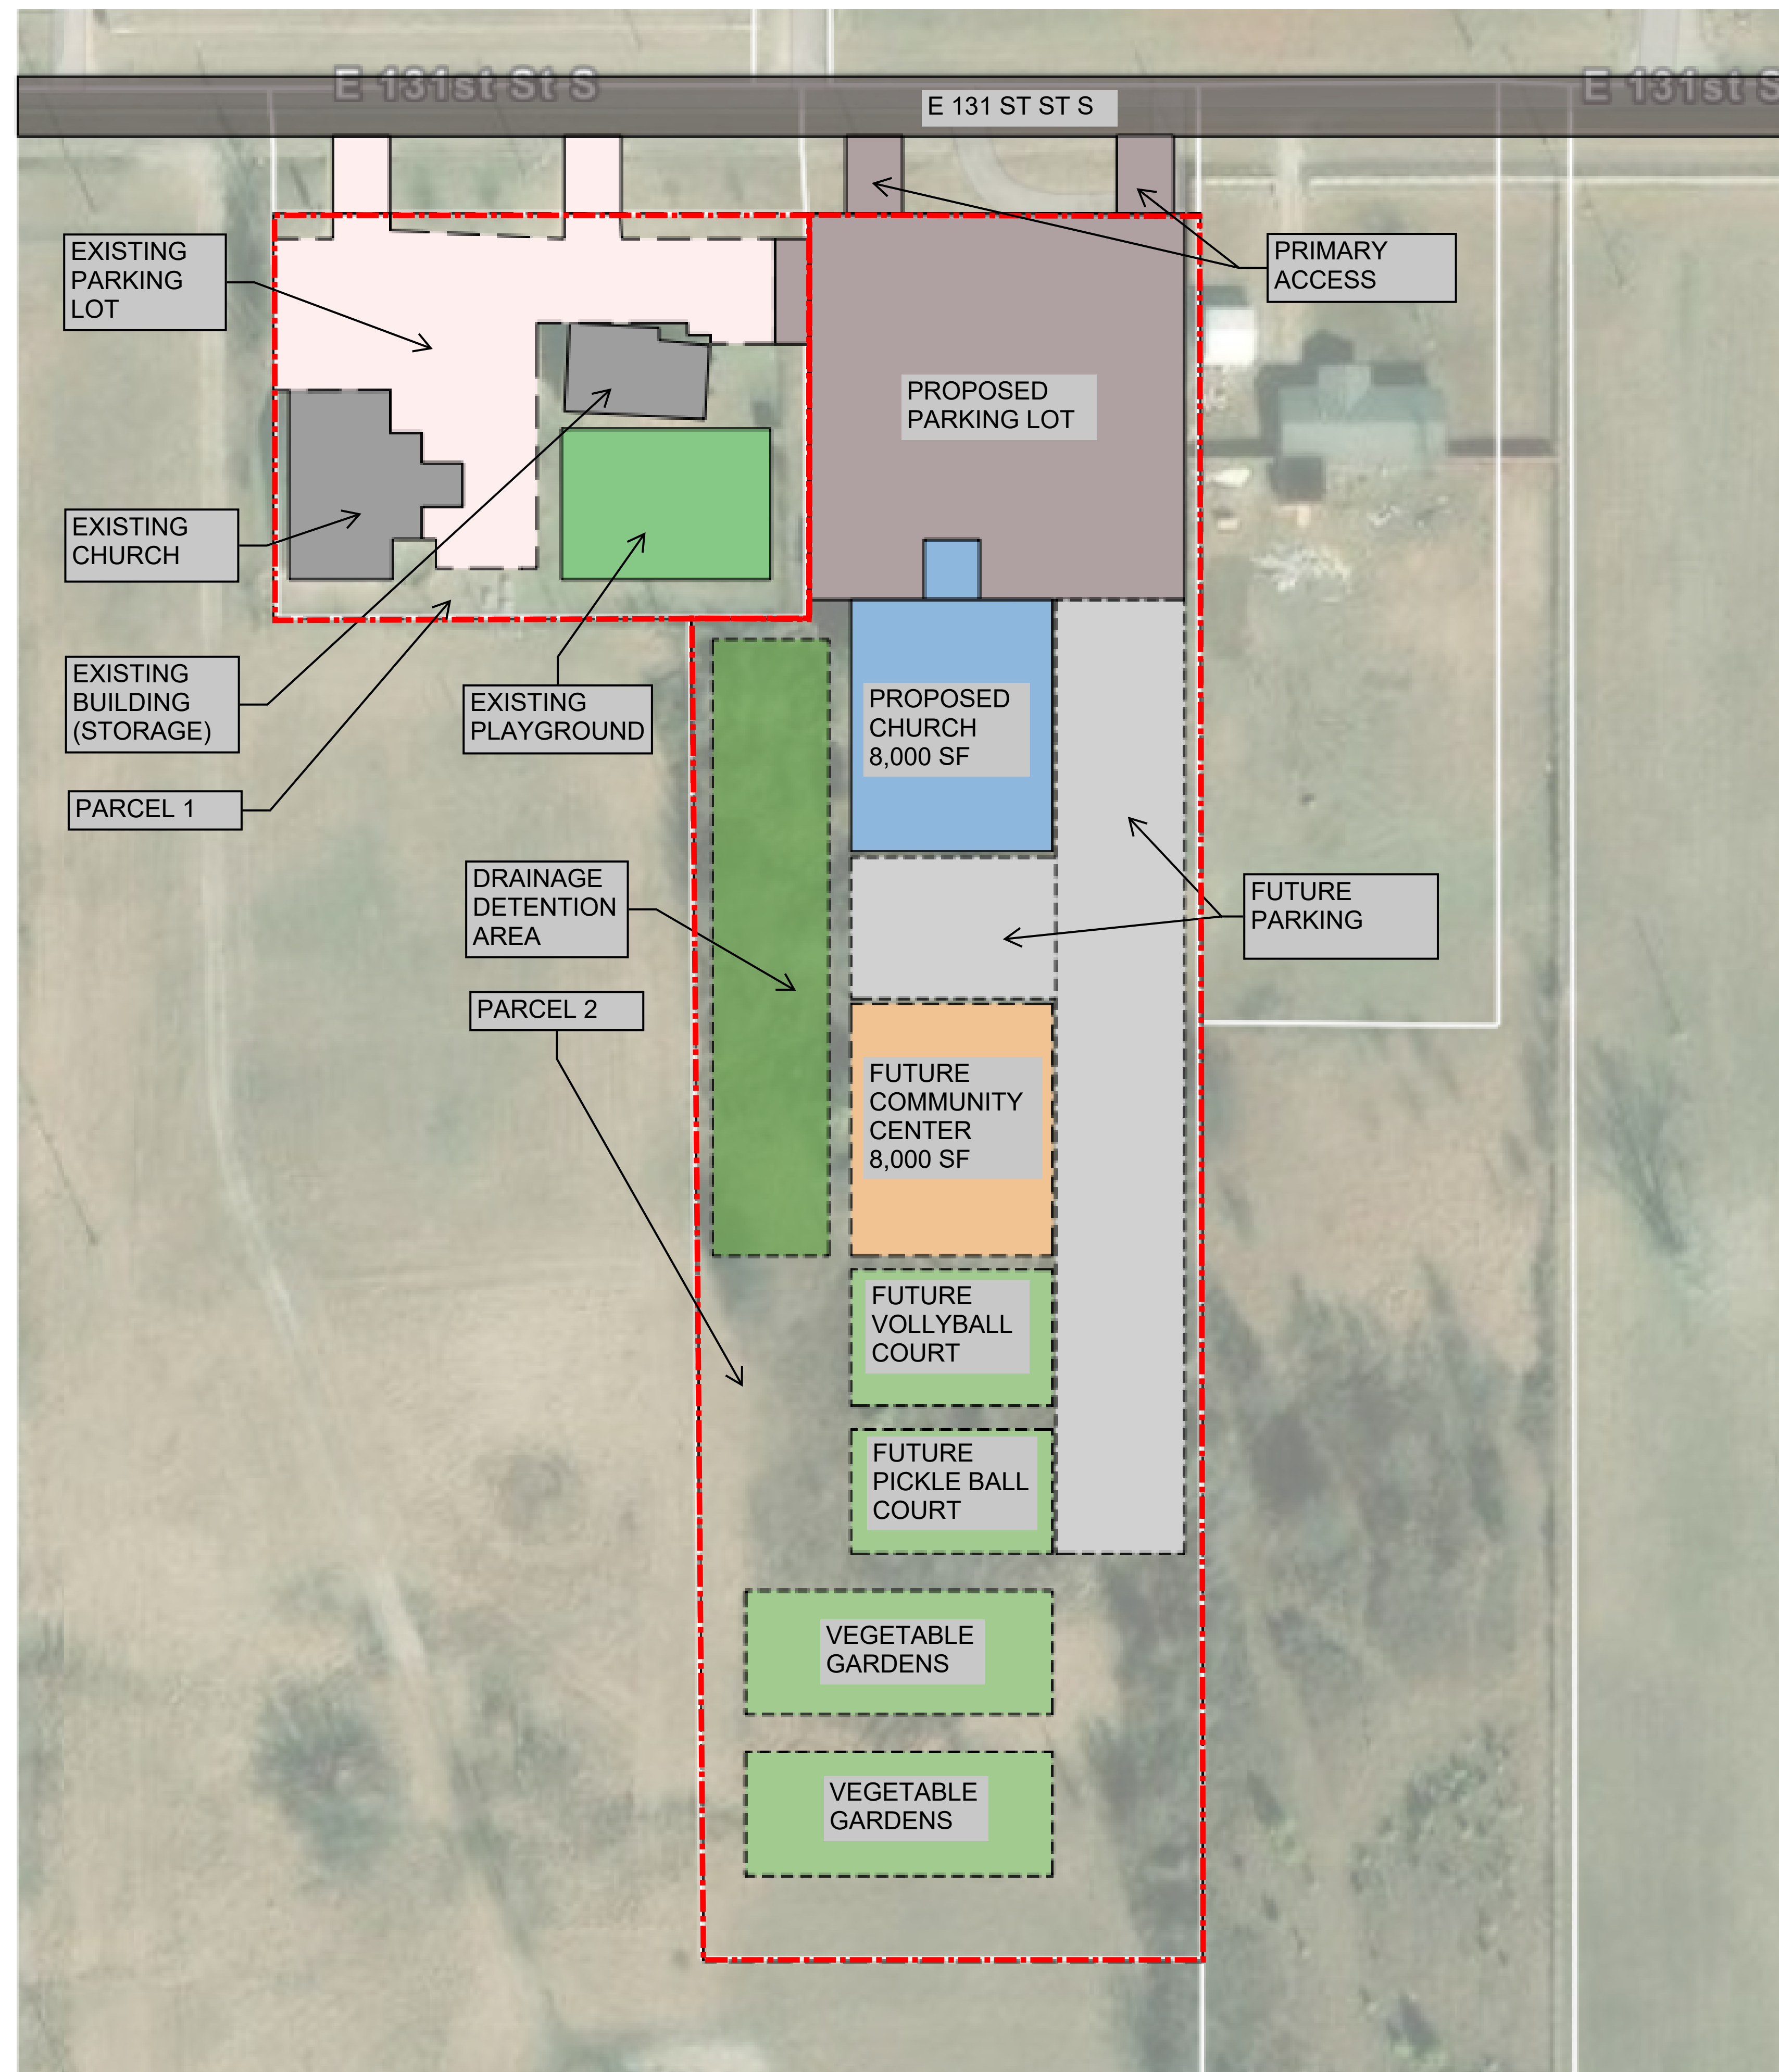 E 131st St S
E 131 ST ST S
E 131st S
EXISTING
PARKING
LOT
PRIMARY
ACCESS
PROPOSED
PARKING LOT
EXISTING
CHURCH
EXISTING
BUILDING
(STORAGE)
EXISTING
PLAYGROUND
PROPOSED
CHURCH
8,000 SF
PARCEL 1
DRAINAGE
DETENTION
AREA
FUTURE
PARKING
PARCEL 2
FUTURE
COMMUNITY
CENTER
8,000 SF
FUTURE
VOLLYBALL
COURT
FUTURE
PICKLE BALL
COURT
VEGETABLE
GARDENS
VEGETABLE
GARDENS